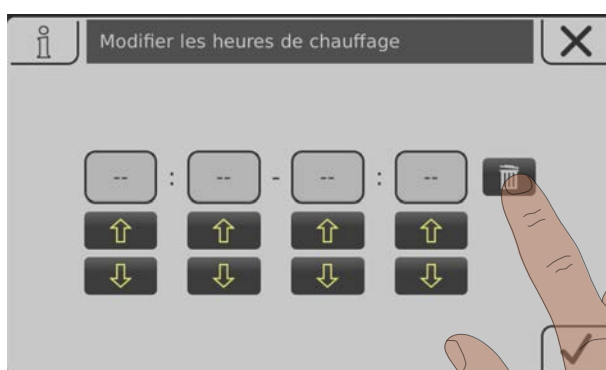 Modifier les heures de chauffage
-- : -- - -- : --